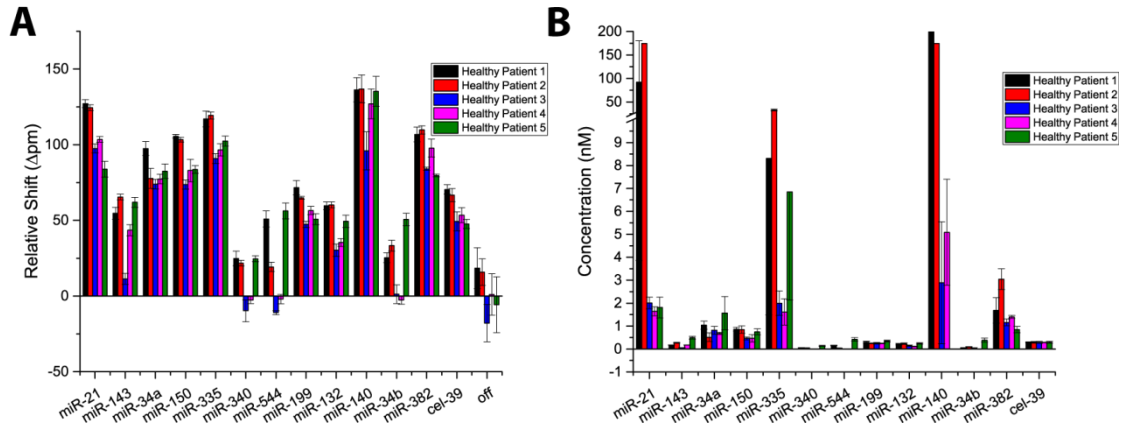 A
Relative Shift (Δpm)
150
100
50
0
-50
Healthy Patient 1
Healthy Patient 2
Healthy Patient 3
Healthy Patient 4
Healthy Patient 5
miR-21
miR-143
miR-34a
miR-150
miR-335
miR-340
miR-544
miR-199
miR-132
miR-140
miR-34b
miR-382
cel-39
off
B
Concentration (nM)
200
150
100
50
9
8
7
6
5
4
3
2
1
0
-1
Healthy Patient 1
Healthy Patient 2
Healthy Patient 3
Healthy Patient 4
Healthy Patient 5
miR-21
miR-143
miR-34a
miR-150
miR-335
miR-340
miR-544
miR-199
miR-132
miR-140
miR-34b
miR-382
cel-39